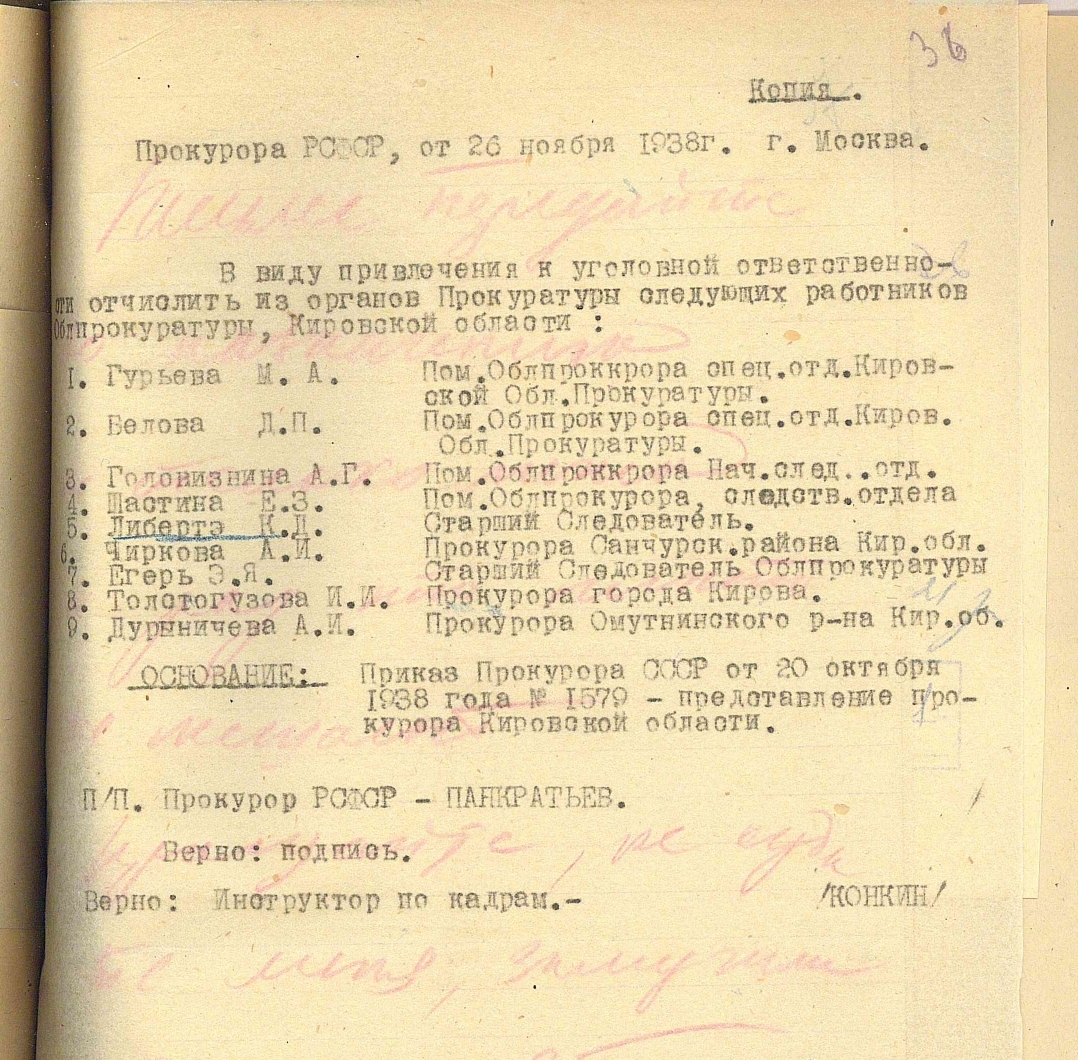 36
Копия.
Прокурора РСФСР, от 26 ноября 1938г. г. Москва.
передайте
В виду привлечения к уголовной ответственно-
сти отчислить из органов Прокуратуры следующих работников
Облпрокуратуры, Кировской области :
1. Гурьева М. А. Пом.Облпроккрора спец.отд.Киров-
ской Обл.Прокуратуры.
2. Белова Д.П. Пом.Облпрокурора спец.отд.Киров.
Обл.Прокуратуры.
3. Головизнина А.Г. Пом.Облпроккрора Нач.след..отд.
4. Шастина Е.З. Пом.Облпрокурора, следств.отдела
5. Либертэ К.Д. Старший Следователь.
6. Чиркова А.И. Прокурора Санчурск.района Кир.обл.
7. Егерь Э.Я. Старший Следователь Облпрокуратуры
8. Толстогузова И.И. Прокурора города Кирова.
9. Дурыничева А.И. Прокурора Омутнинского р-на Кир.об.
ОСНОВАНИЕ: Приказ Прокурора СССР от 20 октября
1938 года № 1579 - представление про-
курора Кировской области.
П/П. Прокурор РСФСР - ПАНКРАТЬЕВ.
не
Верно: подпись.
Верно: Инструктор по кадрам.- /КОНКИН/
меня,